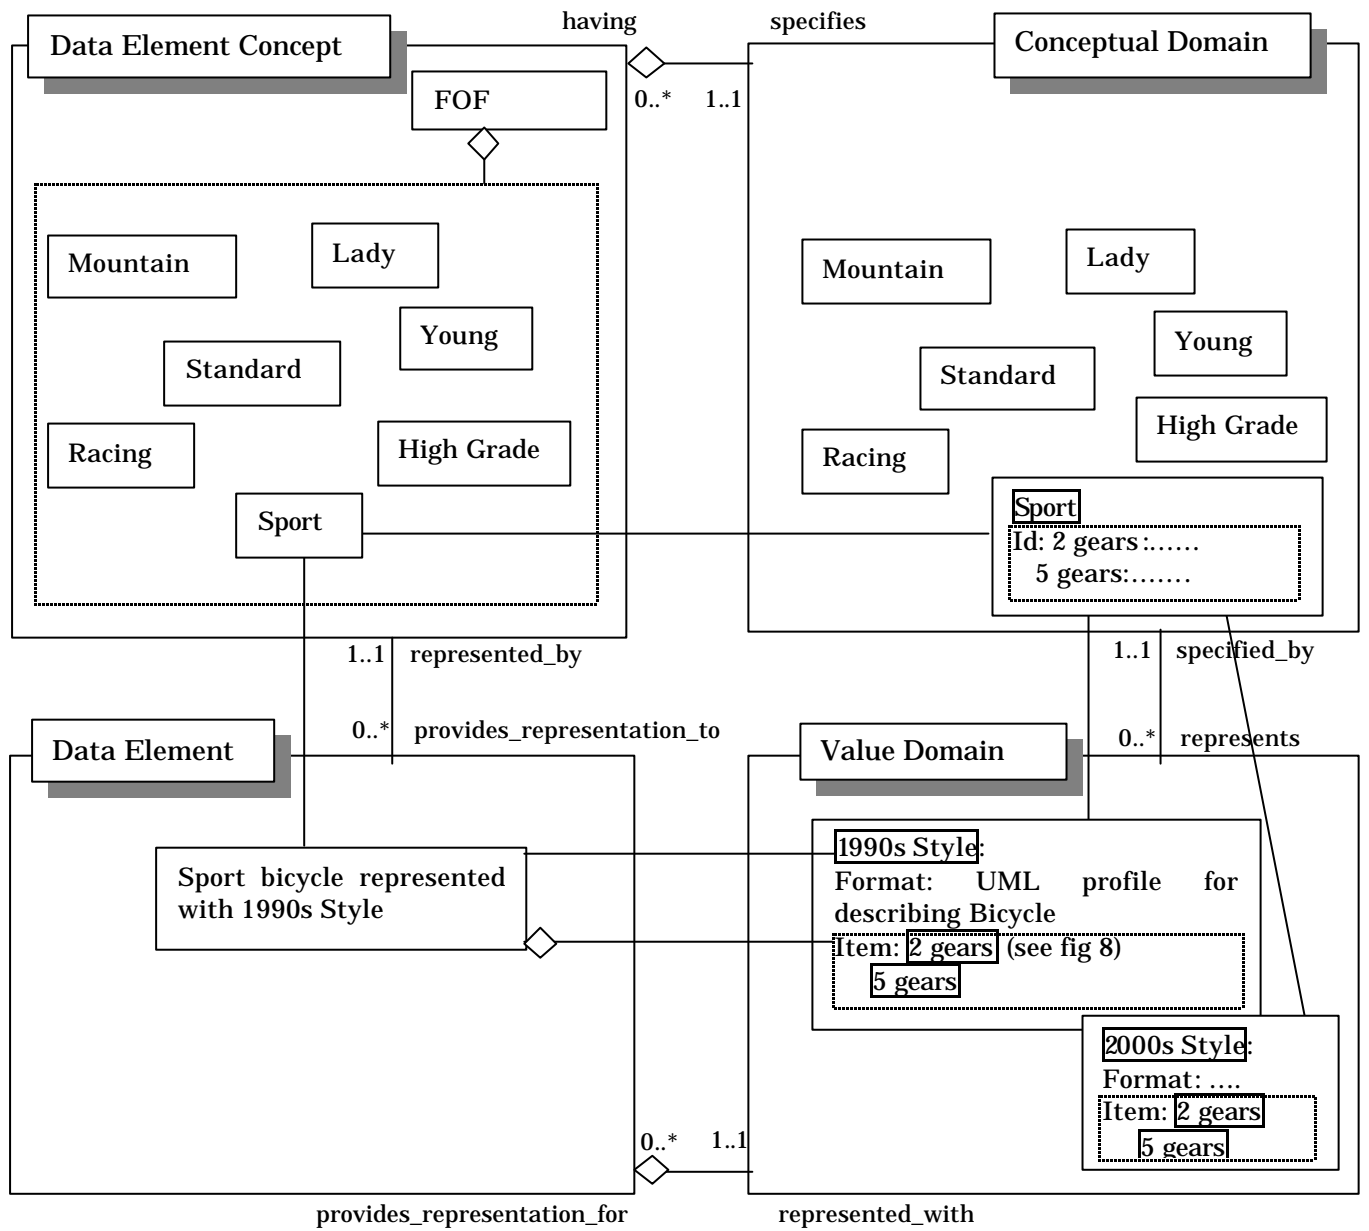 having specifies
Data Element Concept
Conceptual Domain
0..* 1..1
FOF
Mountain
Lady
Young
Standard
Racing
High Grade
Sport
Mountain
Lady
Young
Standard
High Grade
Racing
Sport
Id: 2 gears :......
5 gears:.......
1..1 represented_by
0..* provides_representation_to
1..1 specified_by
0..* represents
Data Element
Value Domain
Sport bicycle represented
with 1990s Style
1990s Style:
Format: UML profile for
describing Bicycle
Item: 2 gears (see fig 8)
5 gears
2000s Style:
Format: ....
Item: 2 gears
5 gears
0..* 1..1
provides_representation_for represented_with